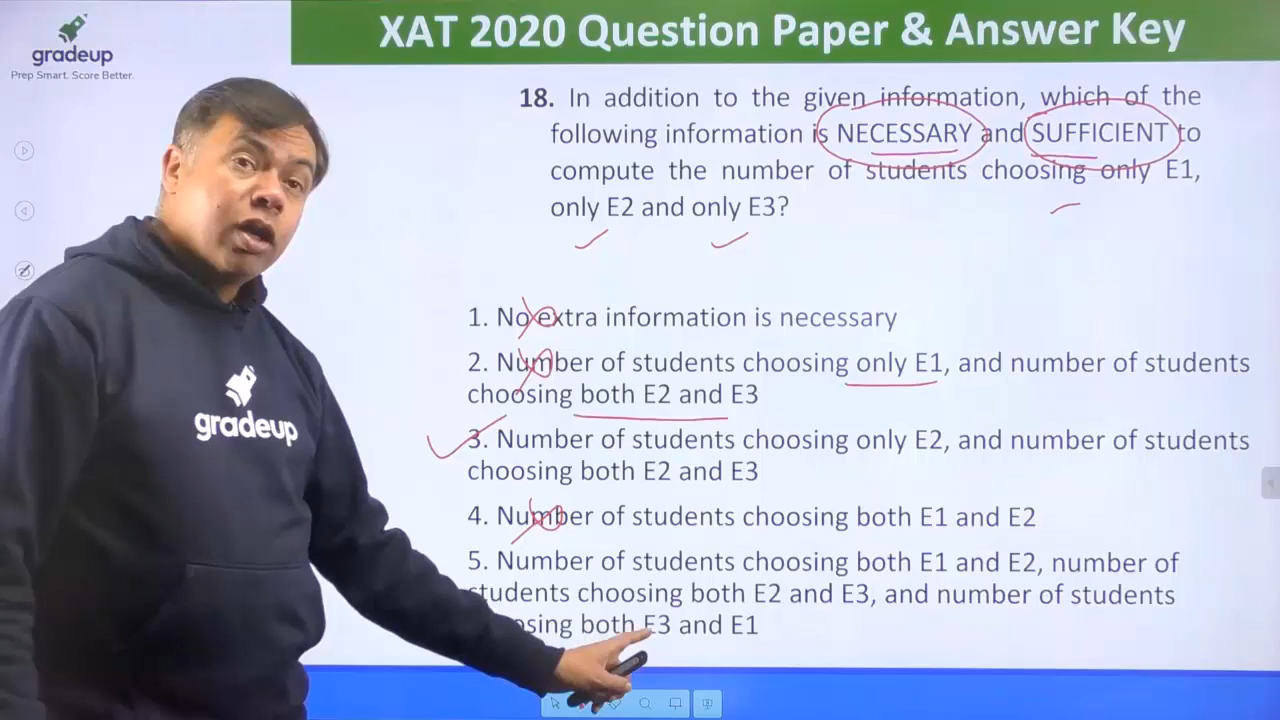 XAT 2020 Question Paper & Answer Key
gradeup
Prep Smart. Score Better.
18. In addition to the given information, which of the
following information is NECESSARY and SUFFICIENT to
compute the number of students choosing only E1,
only E2 and only E3?
1. No extra information is necessary
2. Number of students choosing only E1, and number of students
choosing both E2 and E3
3. Number of students choosing only E2, and number of students
choosing both E2 and E3
4. Number of students choosing both E1 and E2
5. Number of students choosing both E1 and E2, number of
students choosing both E2 and E3, and number of students
osing both E3 and E1
gradeup